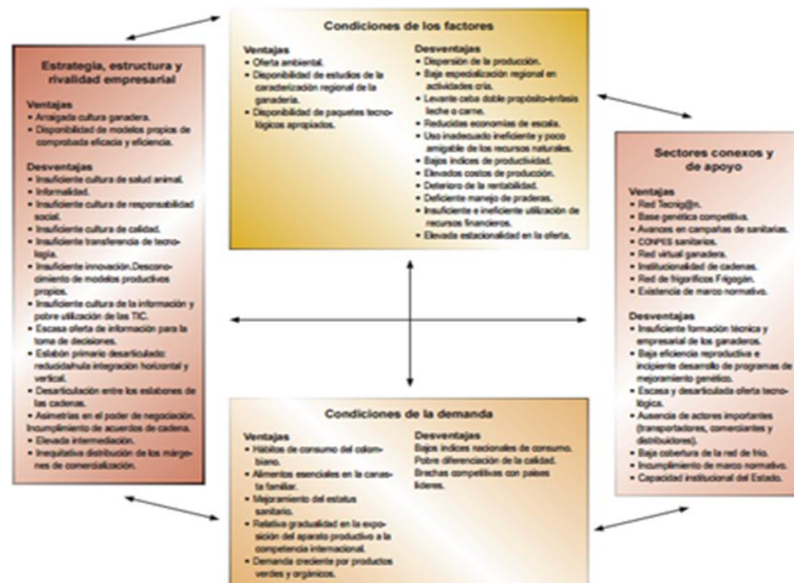 Condiciones de los factores
Ventajas
• Oferta ambiental.
• Disponibilidad de estudios de la
caracterización regional de la
ganadería.
• Disponibilidad de paquetes tecno-
lógicos apropiados.
Desventajas
• Dispersión de la producción.
• Baja especialización regional en
actividades cría.
• Levante ceba doble propósito-énfasis
leche o carne.
• Reducidas economías de escala.
• Uso inadecuado ineficiente y poco
amigable de los recursos naturales.
• Bajos índices de productividad.
• Elevados costos de producción.
• Deterioro de la rentabilidad.
• Deficiente manejo de praderas.
• Insuficiente e ineficiente utilización de
recursos financieros.
• Elevada estacionalidad en la oferta.
Estrategia, estructura y
rivalidad empresarial
Ventajas
• Arraigada cultura ganadera.
• Disponibilidad de modelos propios de
comprobada eficacia y eficiencia.
Desventajas
• Insuficiente cultura de salud animal.
• Informalidad.
• Insuficiente cultura de responsabilidad
social.
• Insuficiente cultura de calidad.
• Insuficiente transferencia de tecno-
logía.
• Insuficiente innovación.Descono-
cimiento de modelos productivos
propios.
• Insuficiente cultura de la información y
pobre utilización de las TIC.
• Escasa oferta de información para la
toma de decisiones.
• Eslabón primario desarticulado:
reducida/nula integración horizontal y
vertical.
• Desarticulación entre los eslabones de
las cadenas.
• Asimetrías en el poder de negociación.
Incumplimiento de acuerdos de cadena.
• Elevada intermediación.
• Inequitativa distribución de los márge-
nes de comercialización.
Sectores conexos y
de apoyo
Ventajas
• Red Tecnig@n.
• Base genética competitiva.
• Avances en campañas de sanitarias.
• CONPES sanitarios.
• Red virtual ganadera.
• Institucionalidad de cadenas.
• Red de frigoríficos Frigogán.
• Existencia de marco normativo.
Desventajas
• Insuficiente formación técnica y
empresarial de los ganaderos.
• Baja eficiencia reproductiva e
incipiente desarrollo de programas de
mejoramiento genético.
• Escasa y desarticulada oferta tecno-
lógica.
• Ausencia de actores importantes
(transportadores, comerciantes y
distribuidores).
• Baja cobertura de la red de frío.
• Incumplimiento de marco normativo.
• Capacidad institucional del Estado.
Condiciones de la demanda
Ventajas
• Hábitos de consumo del colom-
biano.
• Alimentos esenciales en la canas-
ta familiar.
• Mejoramiento del estatus
sanitario.
• Relativa gradualidad en la expo-
sición del aparato productivo a la
competencia internacional.
• Demanda creciente por productos
verdes y orgánicos.
Desventajas
Bajos índices nacionales de consumo.
Pobre diferenciación de la calidad.
Brechas competitivas con países
líderes.